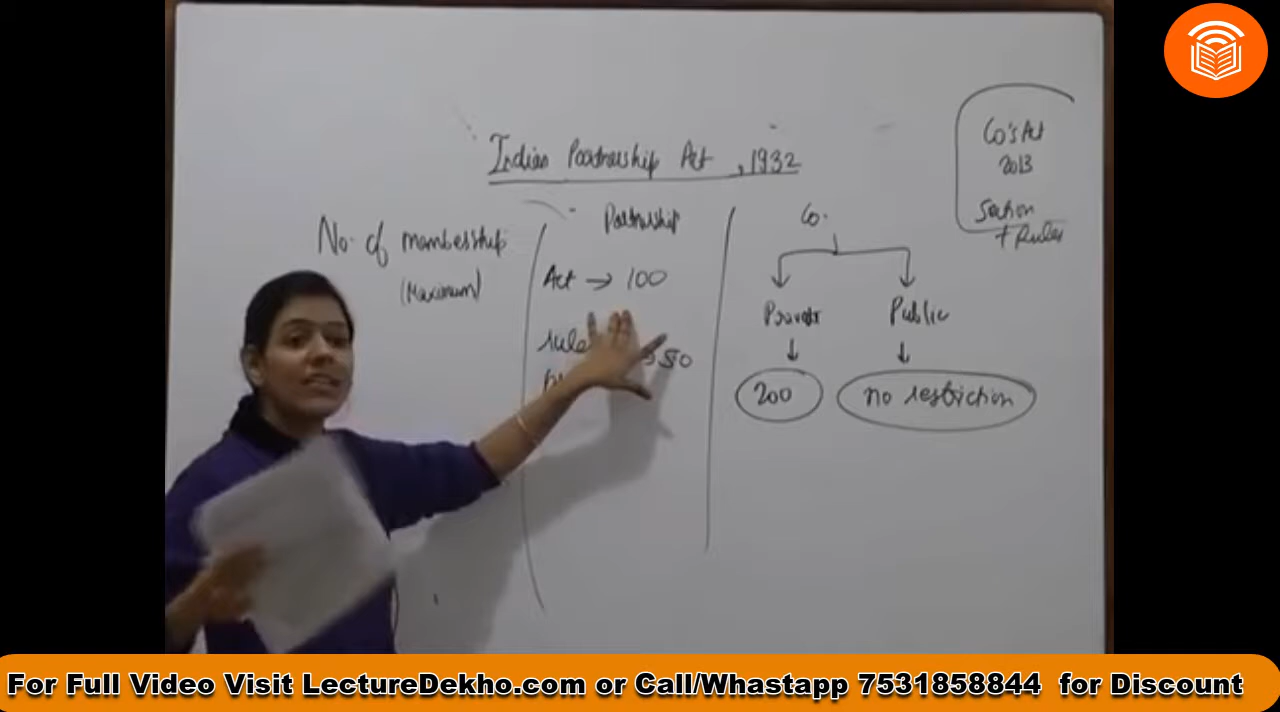 Indian Partnership Act, 1932
Co's Act
2013
Section
+ Rules
No. of membership
(Maximum)
Partnership
Act → 100
rule
50
Co.
Private
Public
200
no restriction
For Full Video Visit LectureDekho.com or Call/Whastapp 7531858844 for Discount